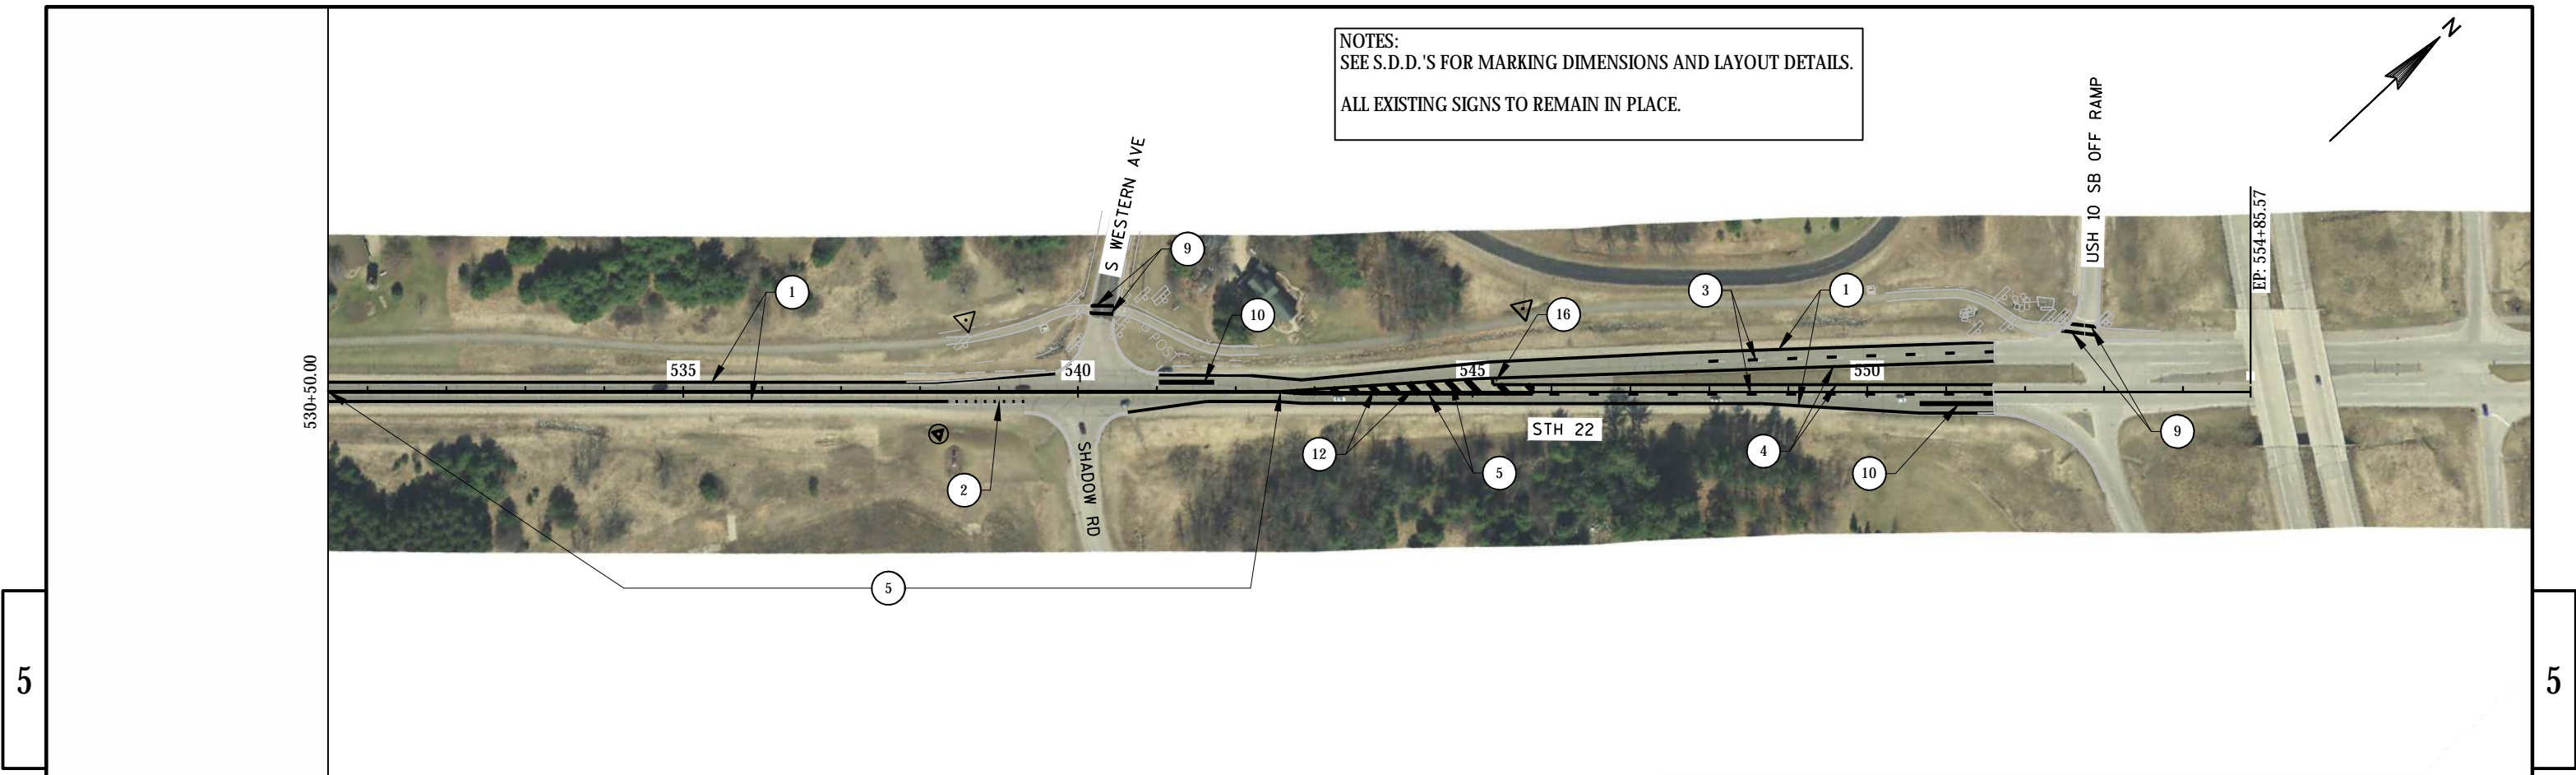 NOTES:
SEE S.D.D.'S FOR MARKING DIMENSIONS AND LAYOUT DETAILS.
ALL EXISTING SIGNS TO REMAIN IN PLACE.
N
S WESTERN AVE
USH 10 SB OFF RAMP
EP: 554+85.57
9
1
3
1
10
16
POST
530+50.00
535
540
545
550
STH 22
SHADOW RD
12
5
4
10
9
2
5
5
5